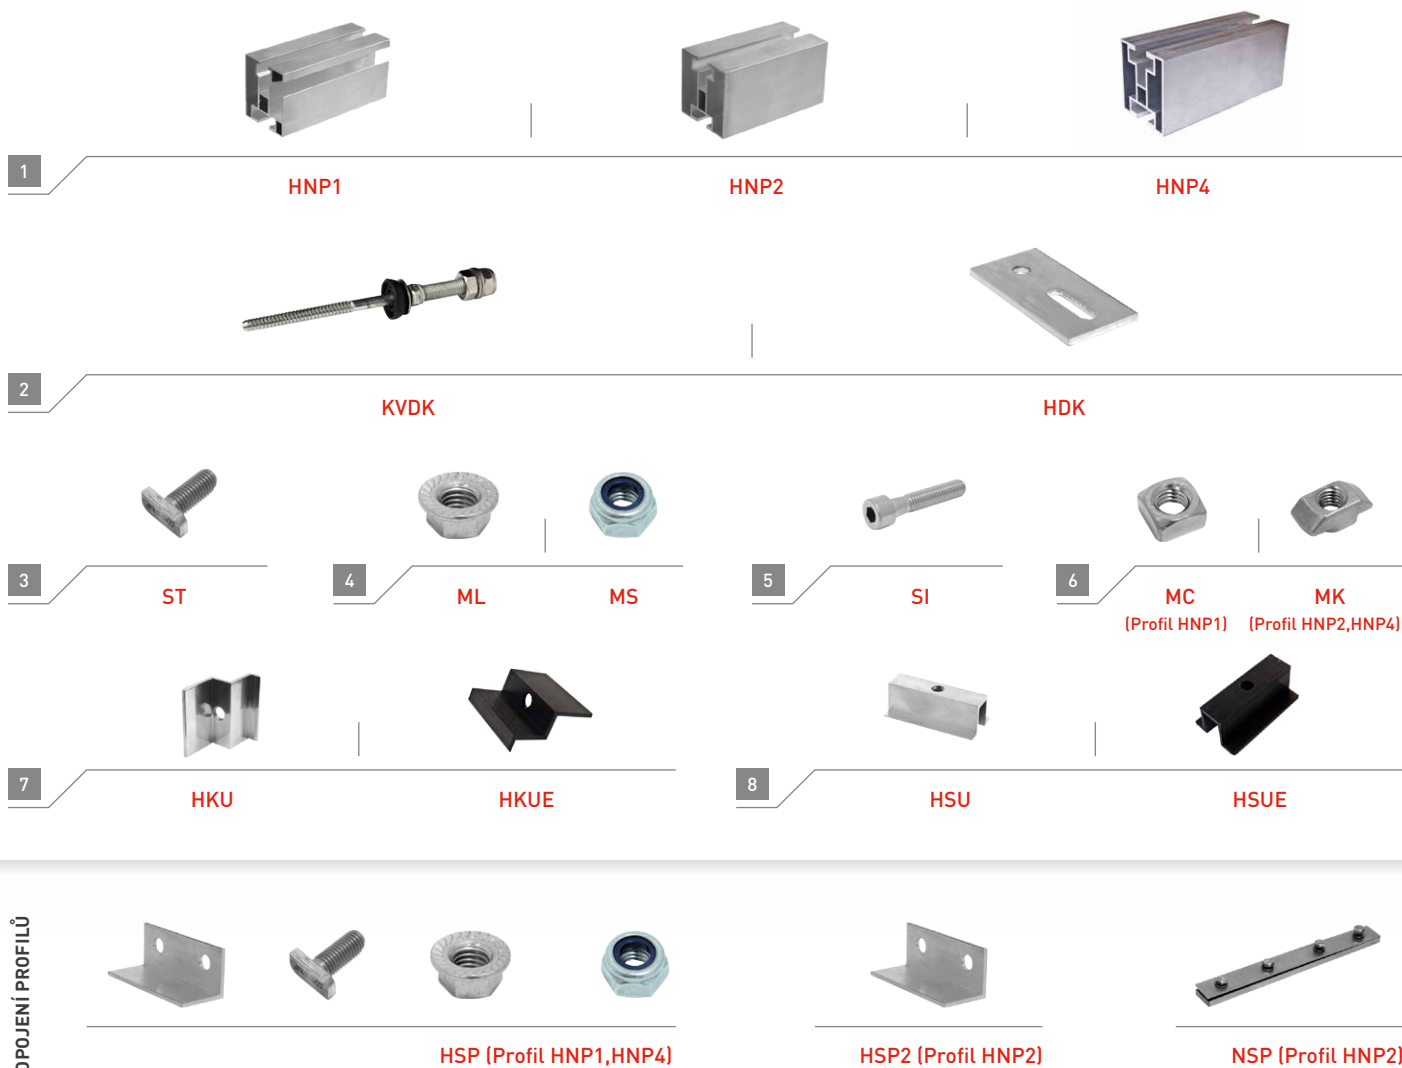 1
HNP1
HNP2
HNP4
2
KVDK
HDK
3
ST
4
ML
MS
5
SI
6
MC
(Profil HNP1)
MK
(Profil HNP2,HNP4)
7
HKU
HKUE
8
HSU
HSUE
PROFILŮ
HSP (Profil HNP1,HNP4)
HSP2 (Profil HNP2)
NSP (Profil HNP2)